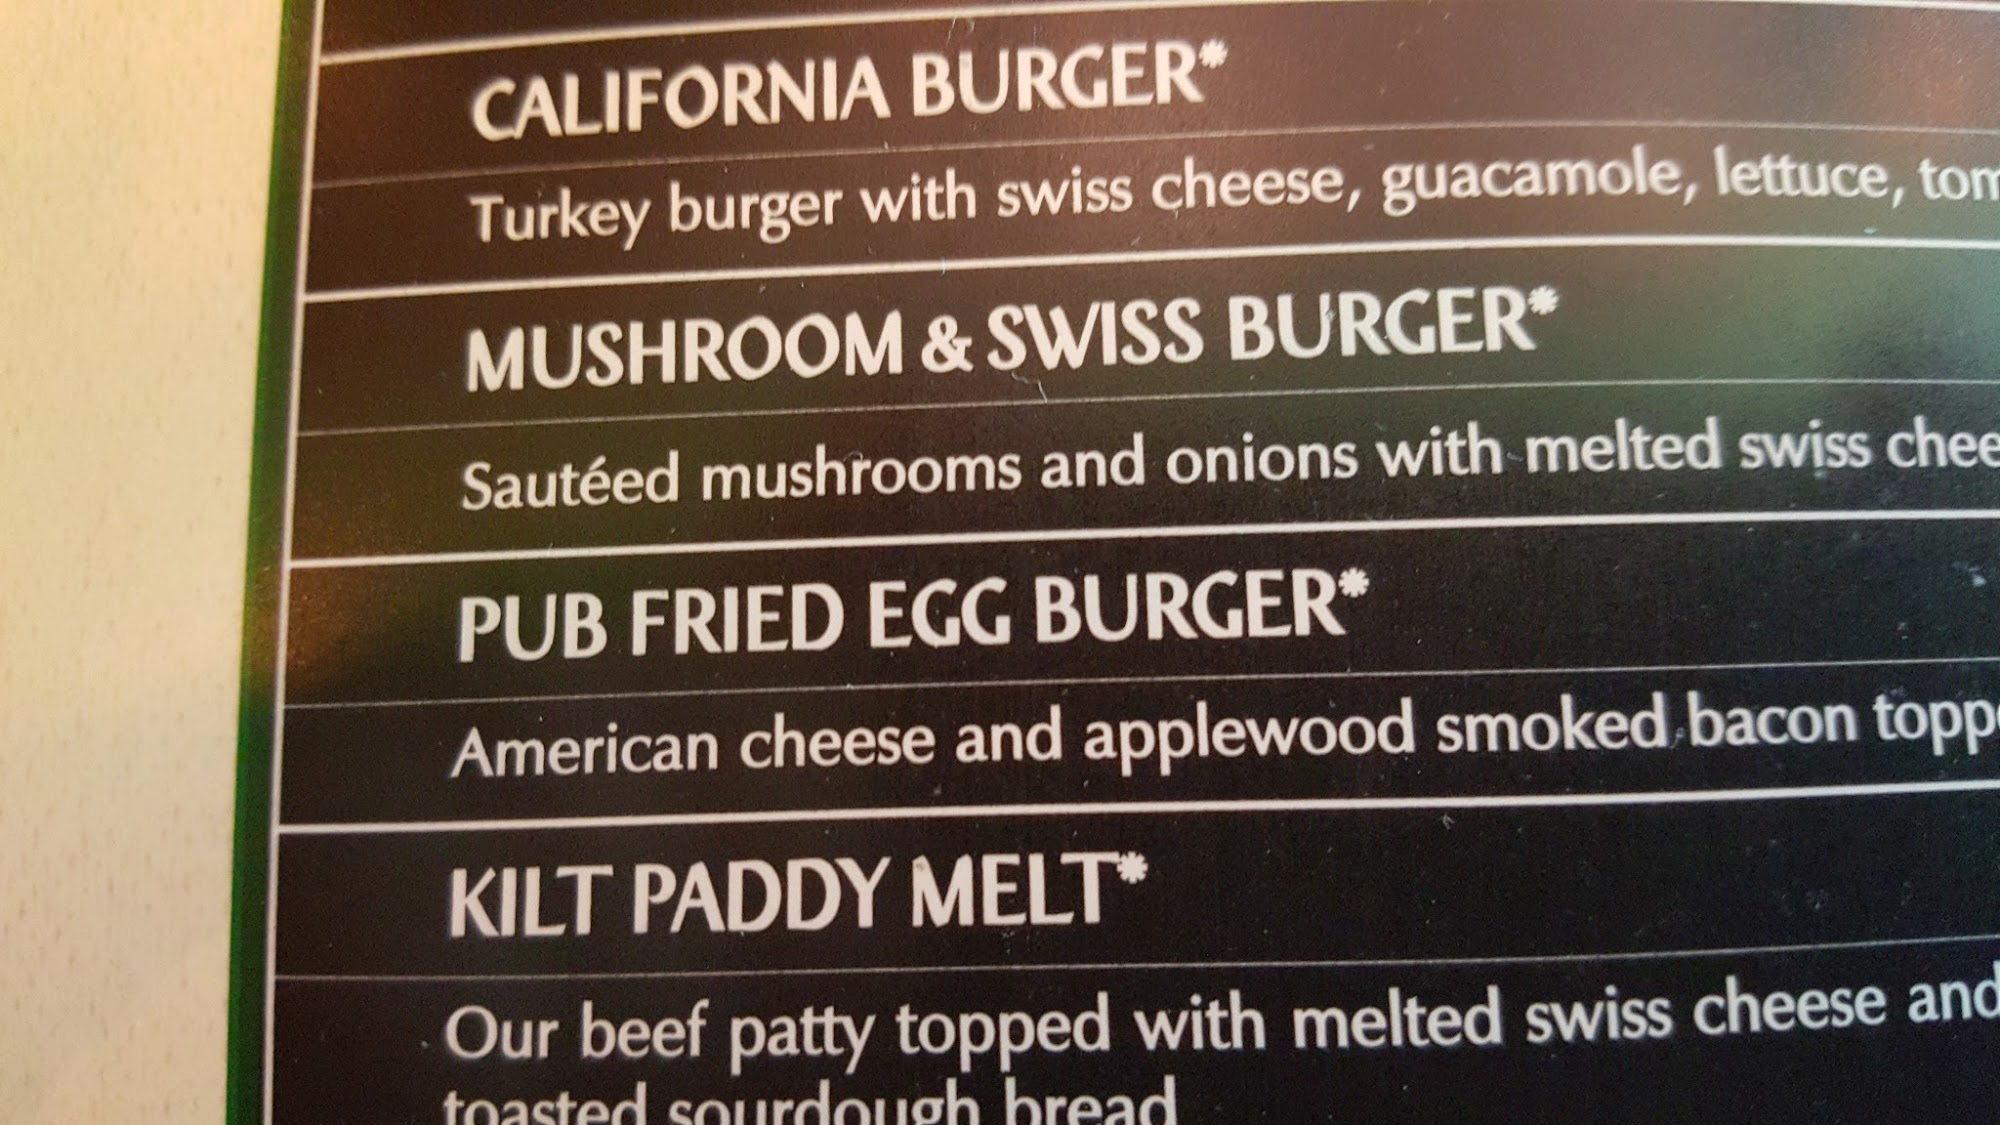 CALIFORNIA BURGER*
Turkey burger with swiss cheese, guacamole, lettuce,
MUSHROOM & SWISS BURGER*
Sautéed mushrooms and onions with melted swiss
PUB FRIED EGG BURGER*
American cheese and applewood smoked bacon
KILT PADDY MELT*
Our beef patty topped with melted swiss cheese and
toasted sourdough bread